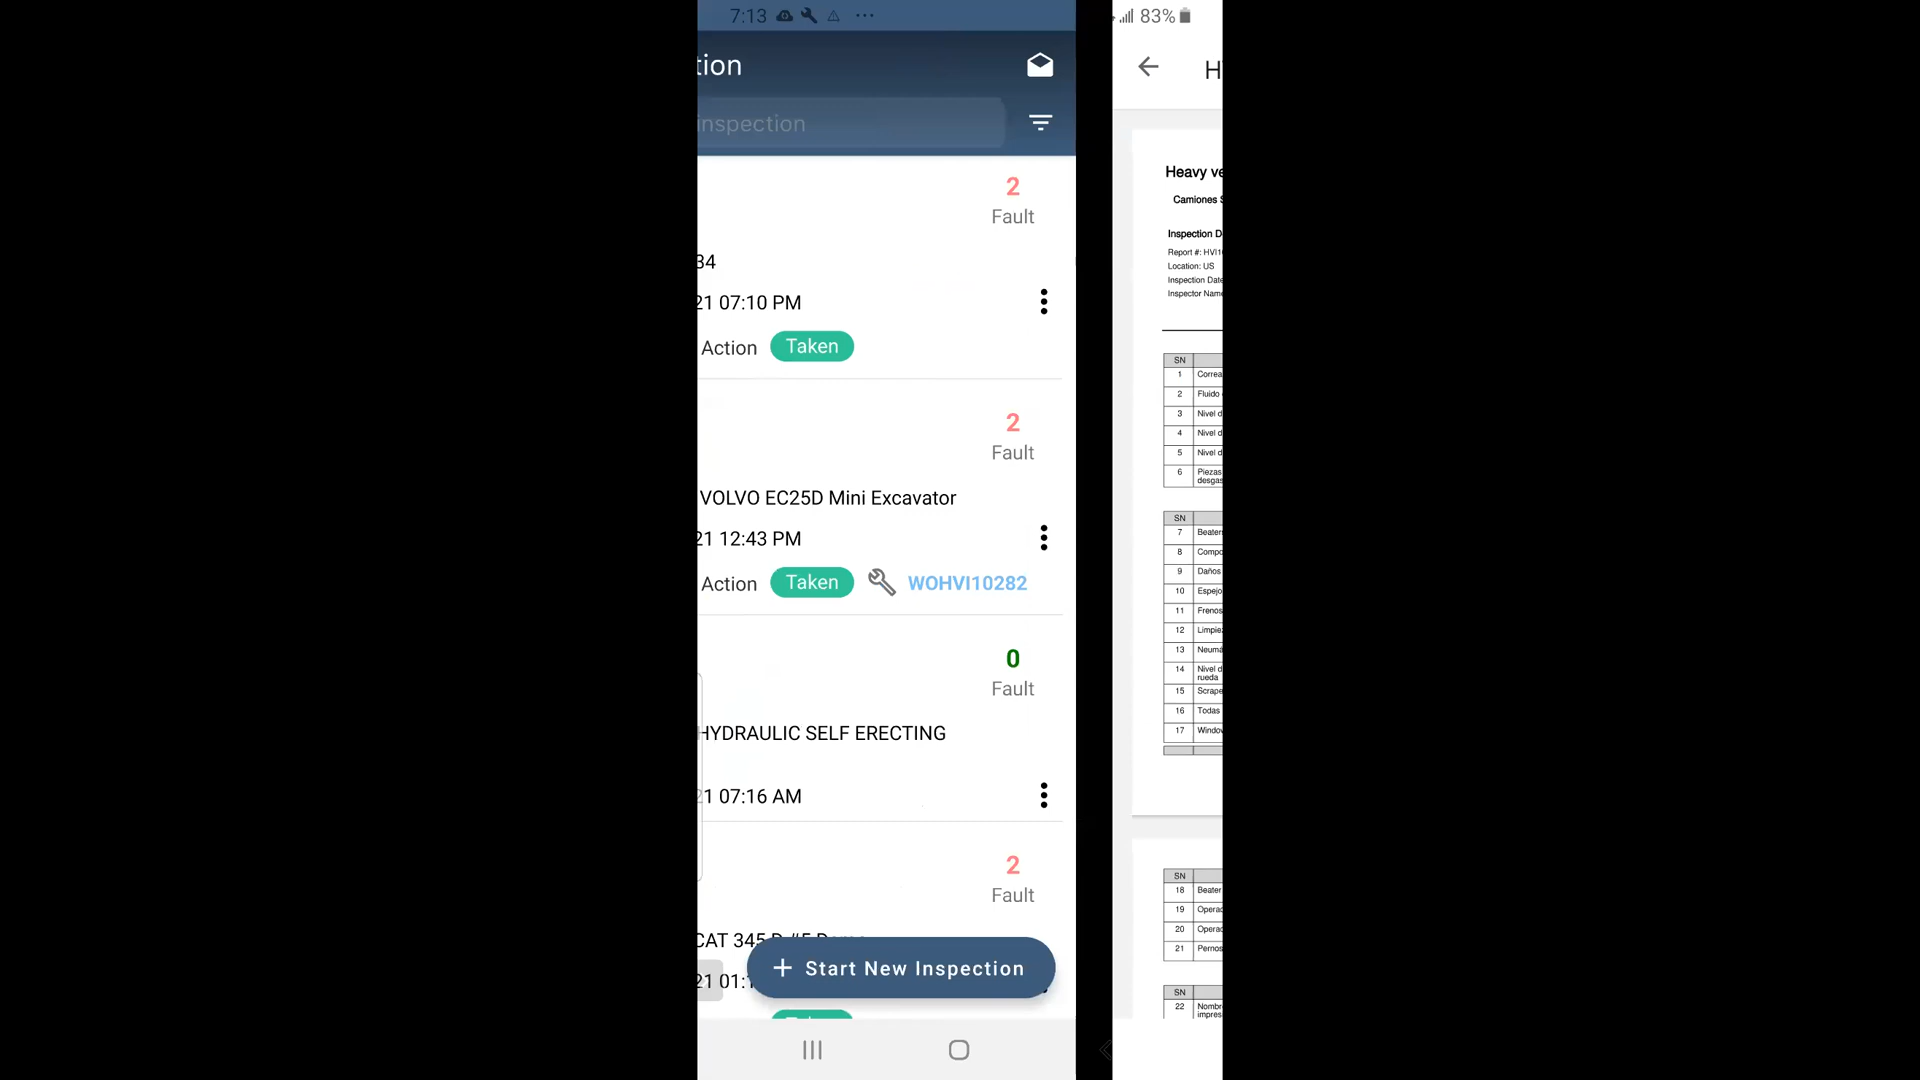 7:13
tion
inspection
2
Fault
34
21 07:10 PM
Action Taken
2
Fault
VOLVO EC25D Mini Excavator
21 12:43 PM
Action Taken WOHVI10282
0
Fault
HYDRAULIC SELF ERECTING
21 07:16 AM
2
Fault
CAT 345
21 01:
+ Start New Inspection
83%
H
Heavy ve
Camiones S
Inspection D
Report #: HVI1
Location: US
Inspection Date
Inspector Name
SN
1 Correa
2 Fluido
3 Nivel d
4 Nivel d
5 Nivel d
6 Piezas
desgas
SN
7 Beater
8 Compo
9 Daños
10 Espejo
11 Frenos
12 Limpie
13 Neumá
14 Nivel d
rueda
15 Scrape
16 Todas
17 Window
SN
18 Beater
19 Operac
20 Operac
21 Pernos
SN
22 Nombr
impres